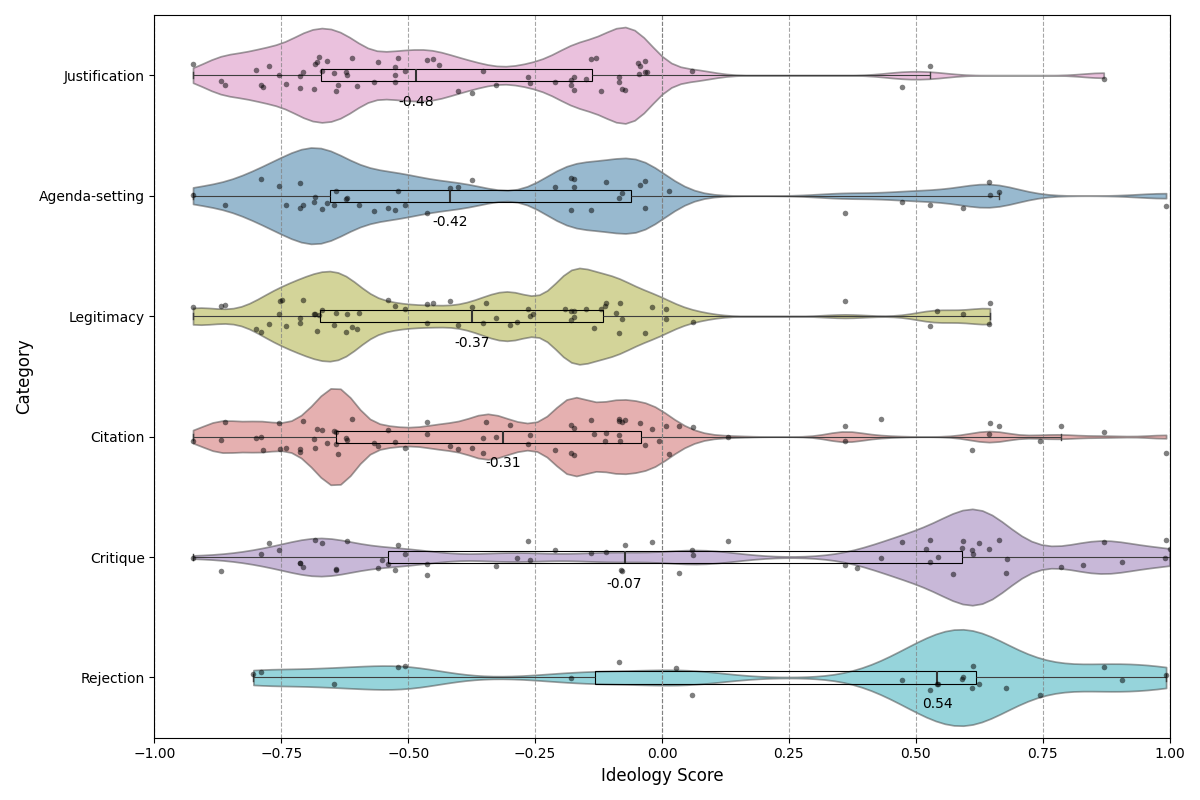 Justification
-0.48
Agenda-setting
-0.42
Legitimacy
-0.37
Citation
-0.31
Critique
-0.07
Rejection
0.54
Category
−1.00 −0.75 −0.50 −0.25 0.00 0.25 0.50 0.75 1.00
Ideology Score